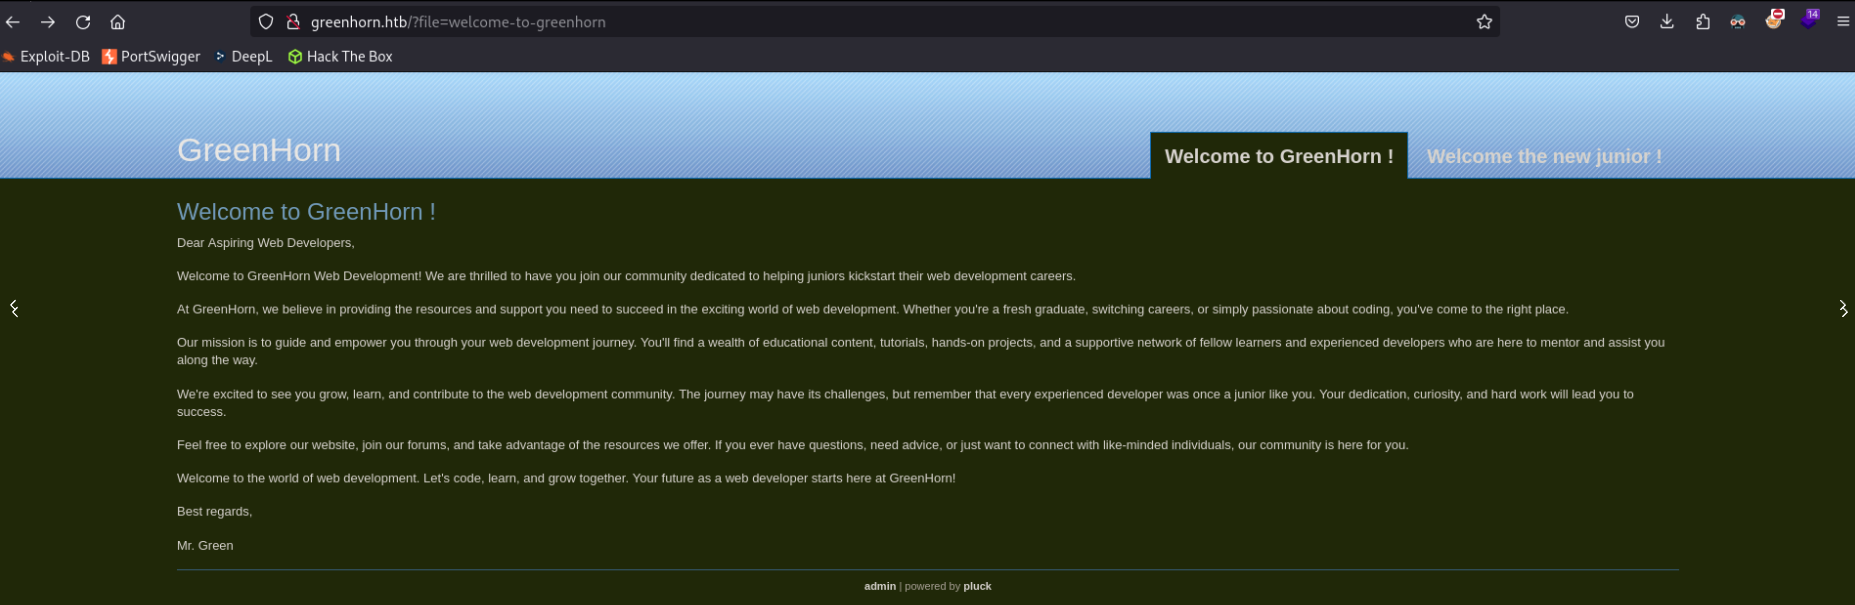 greenhorn.htb/?file=welcome-to-greenhorn
14
Exploit-DB PortSwigger DeepL Hack The Box
GreenHorn
Welcome to GreenHorn ! Welcome the new junior !
Welcome to GreenHorn !
Dear Aspiring Web Developers,
Welcome to GreenHorn Web Development! We are thrilled to have you join our community dedicated to helping juniors kickstart their web development careers.
At GreenHorn, we believe in providing the resources and support you need to succeed in the exciting world of web development. Whether you're a fresh graduate, switching careers, or simply passionate about coding, you've come to the right place.
Our mission is to guide and empower you through your web development journey. You'll find a wealth of educational content, tutorials, hands-on projects, and a supportive network of fellow learners and experienced developers who are here to mentor and assist you
along the way.
We're excited to see you grow, learn, and contribute to the web development community. The journey may have its challenges, but remember that every experienced developer was once a junior like you. Your dedication, curiosity, and hard work will lead you to
success.
Feel free to explore our website, join our forums, and take advantage of the resources we offer. If you ever have questions, need advice, or just want to connect with like-minded individuals, our community is here for you.
Welcome to the world of web development. Let's code, learn, and grow together. Your future as a web developer starts here at GreenHorn!
Best regards,
Mr. Green
admin | powered by pluck